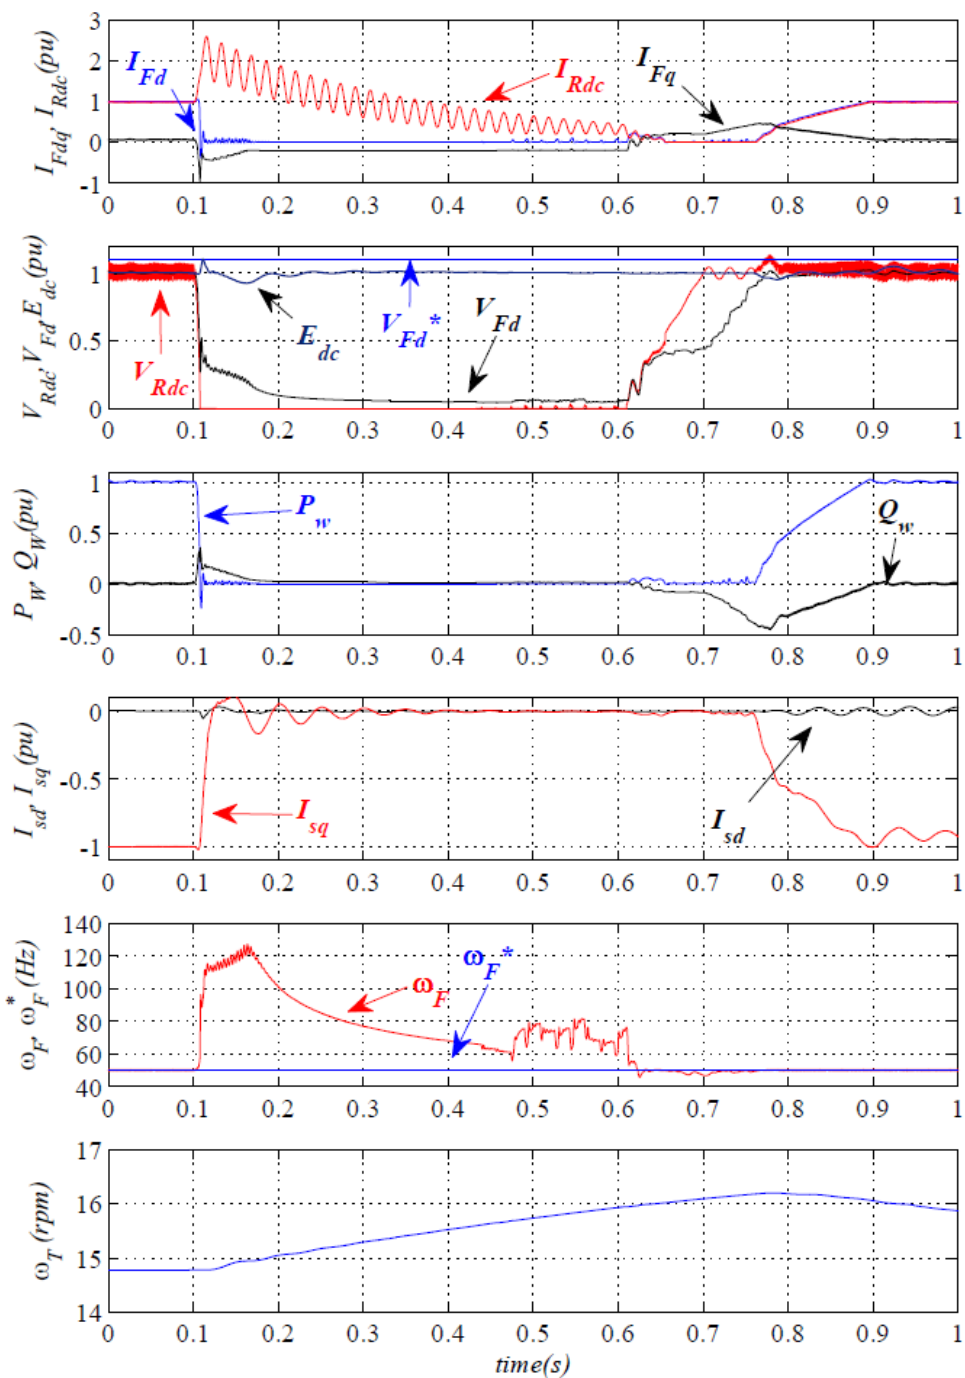 I_Fdq, I_Rdc (pu)
3
2
1
0
-1
I_Fd
I_Rdc
I_Fq
0 0.1 0.2 0.3 0.4 0.5 0.6 0.7 0.8 0.9 1
V_Rdc, V_Fd, E_dc (pu)
1
0.5
0
V_Rdc
E_dc
V_Fd*
V_Fd
0 0.1 0.2 0.3 0.4 0.5 0.6 0.7 0.8 0.9 1
P_W, Q_W (pu)
1
0.5
0
-0.5
P_w
Q_w
0 0.1 0.2 0.3 0.4 0.5 0.6 0.7 0.8 0.9 1
I_sd, I_sq (pu)
0
-0.5
-1
I_sq
I_sd
0 0.1 0.2 0.3 0.4 0.5 0.6 0.7 0.8 0.9 1
ω_F, ω_F* (Hz)
140
120
100
80
60
40
ω_F
ω_F*
0 0.1 0.2 0.3 0.4 0.5 0.6 0.7 0.8 0.9 1
ω_T (rpm)
17
16
15
14
0 0.1 0.2 0.3 0.4 0.5 0.6 0.7 0.8 0.9 1
time(s)